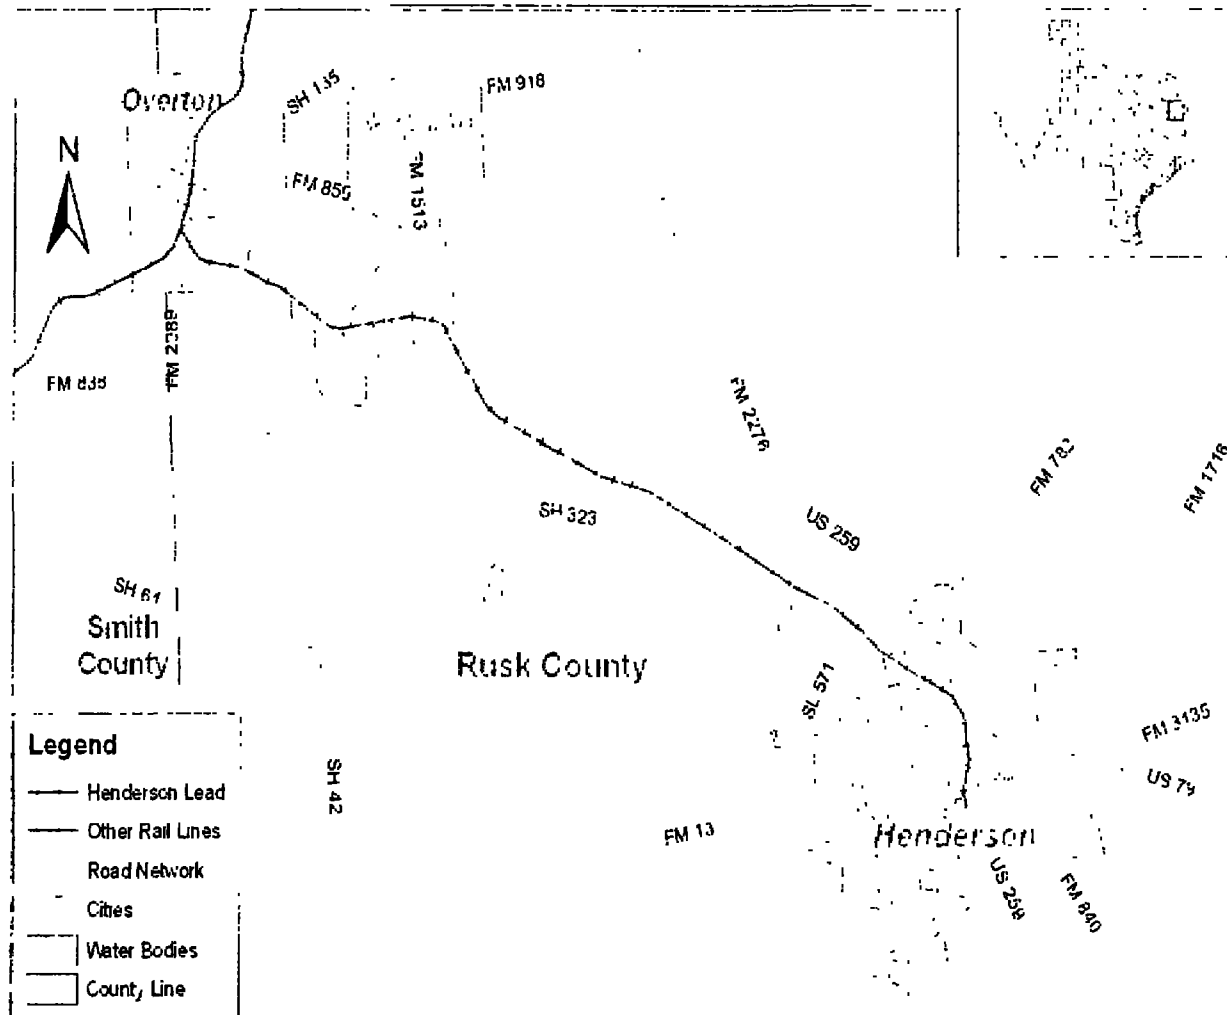 Overton
SH 135
FM 918
N
FM 850
FM 1513
FM 838
FM 2089
FM 2276
FM 782
FM 1716
SH 323
US 259
SH 64
Smith
County
Rusk County
SL 571
FM 3135
US 79
SH 42
FM 13
Henderson
US 259
FM 840
Legend
Henderson Lead
Other Rail Lines
Road Network
Cities
Water Bodies
County Line